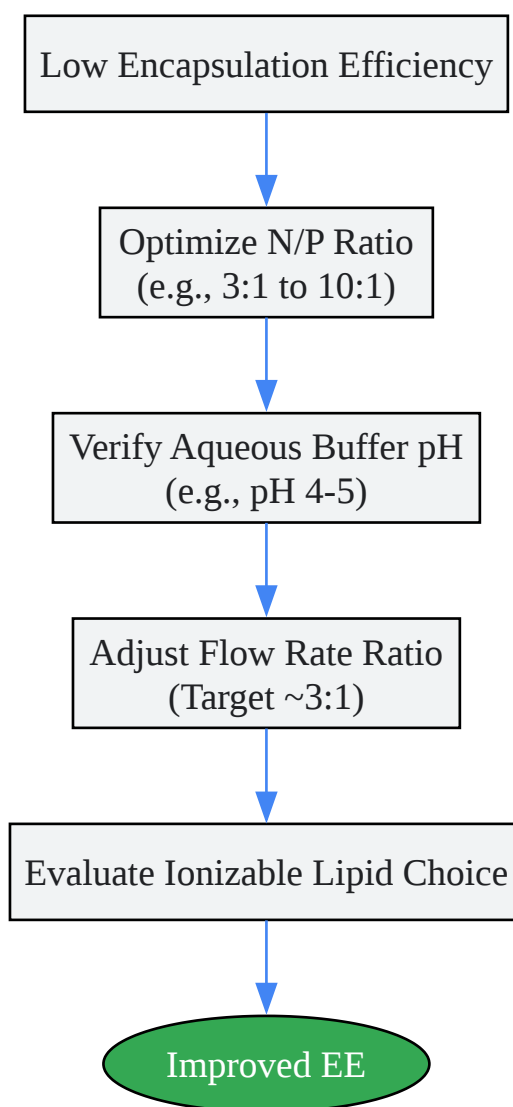 Low Encapsulation Efficiency
Optimize N/P Ratio
(e.g., 3:1 to 10:1)
Verify Aqueous Buffer pH
(e.g., pH 4-5)
Adjust Flow Rate Ratio
(Target ~3:1)
Evaluate Ionizable Lipid Choice
Improved EE